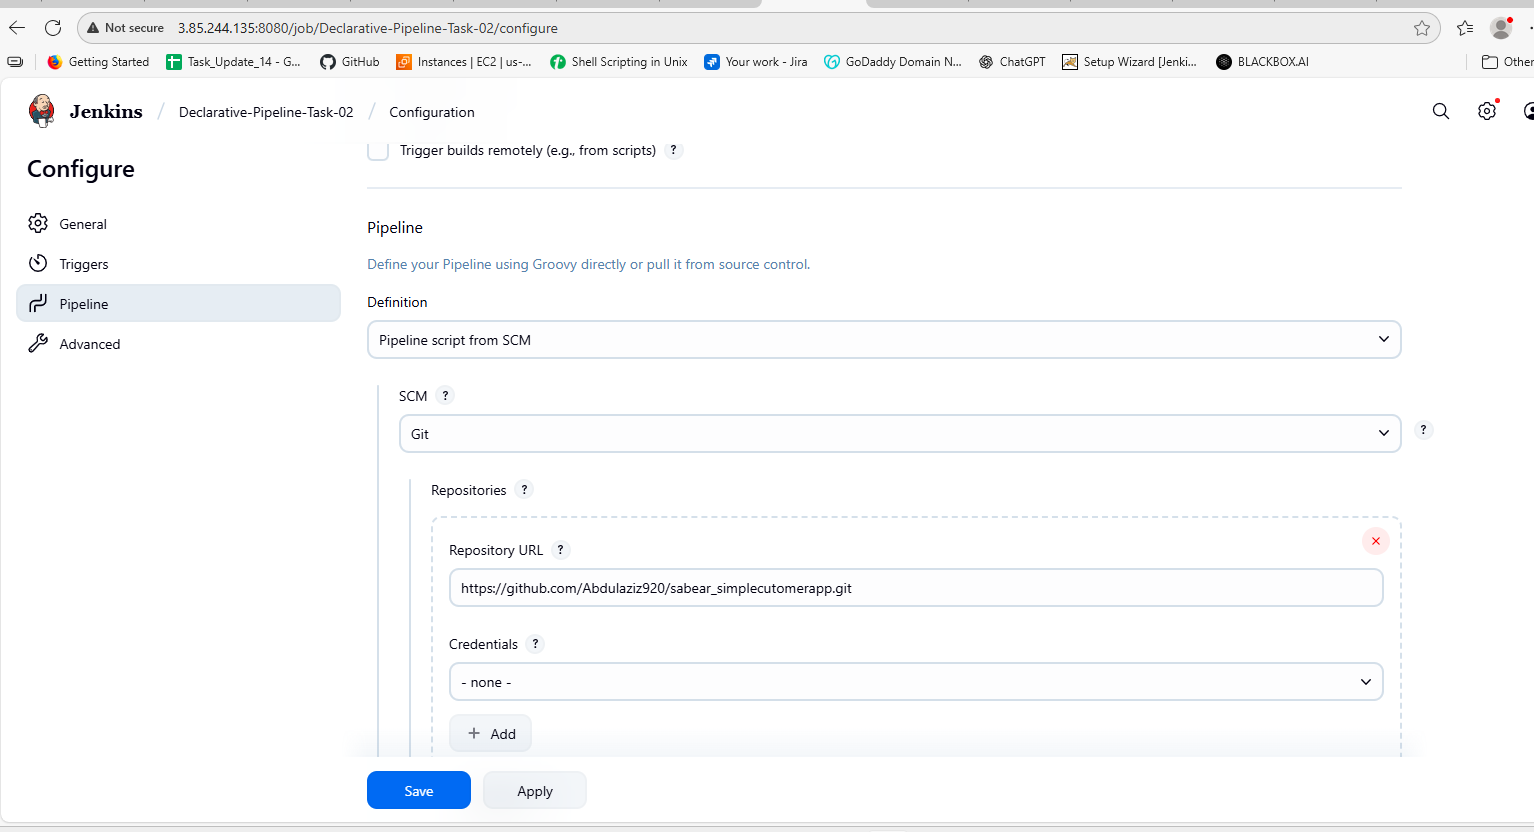 Not secure 3.85.244.135:8080/job/Declarative-Pipeline-Task-02/configure
Getting Started Task_Update_14 - G... GitHub Instances | EC2 | us-... Shell Scripting in Unix Your work - Jira GoDaddy Domain N... ChatGPT Setup Wizard [Jenki... BLACKBOX.AI Other
Jenkins / Declarative-Pipeline-Task-02 / Configuration
Configure
General
Triggers
Pipeline
Advanced
Trigger builds remotely (e.g., from scripts) ?
Pipeline
Define your Pipeline using Groovy directly or pull it from source control.
Definition
Pipeline script from SCM
SCM ?
Git
?
Repositories ?
Repository URL ?
https://github.com/Abdulaziz920/sabear_simplecutomerapp.git
Credentials ?
- none -
+ Add
Save Apply